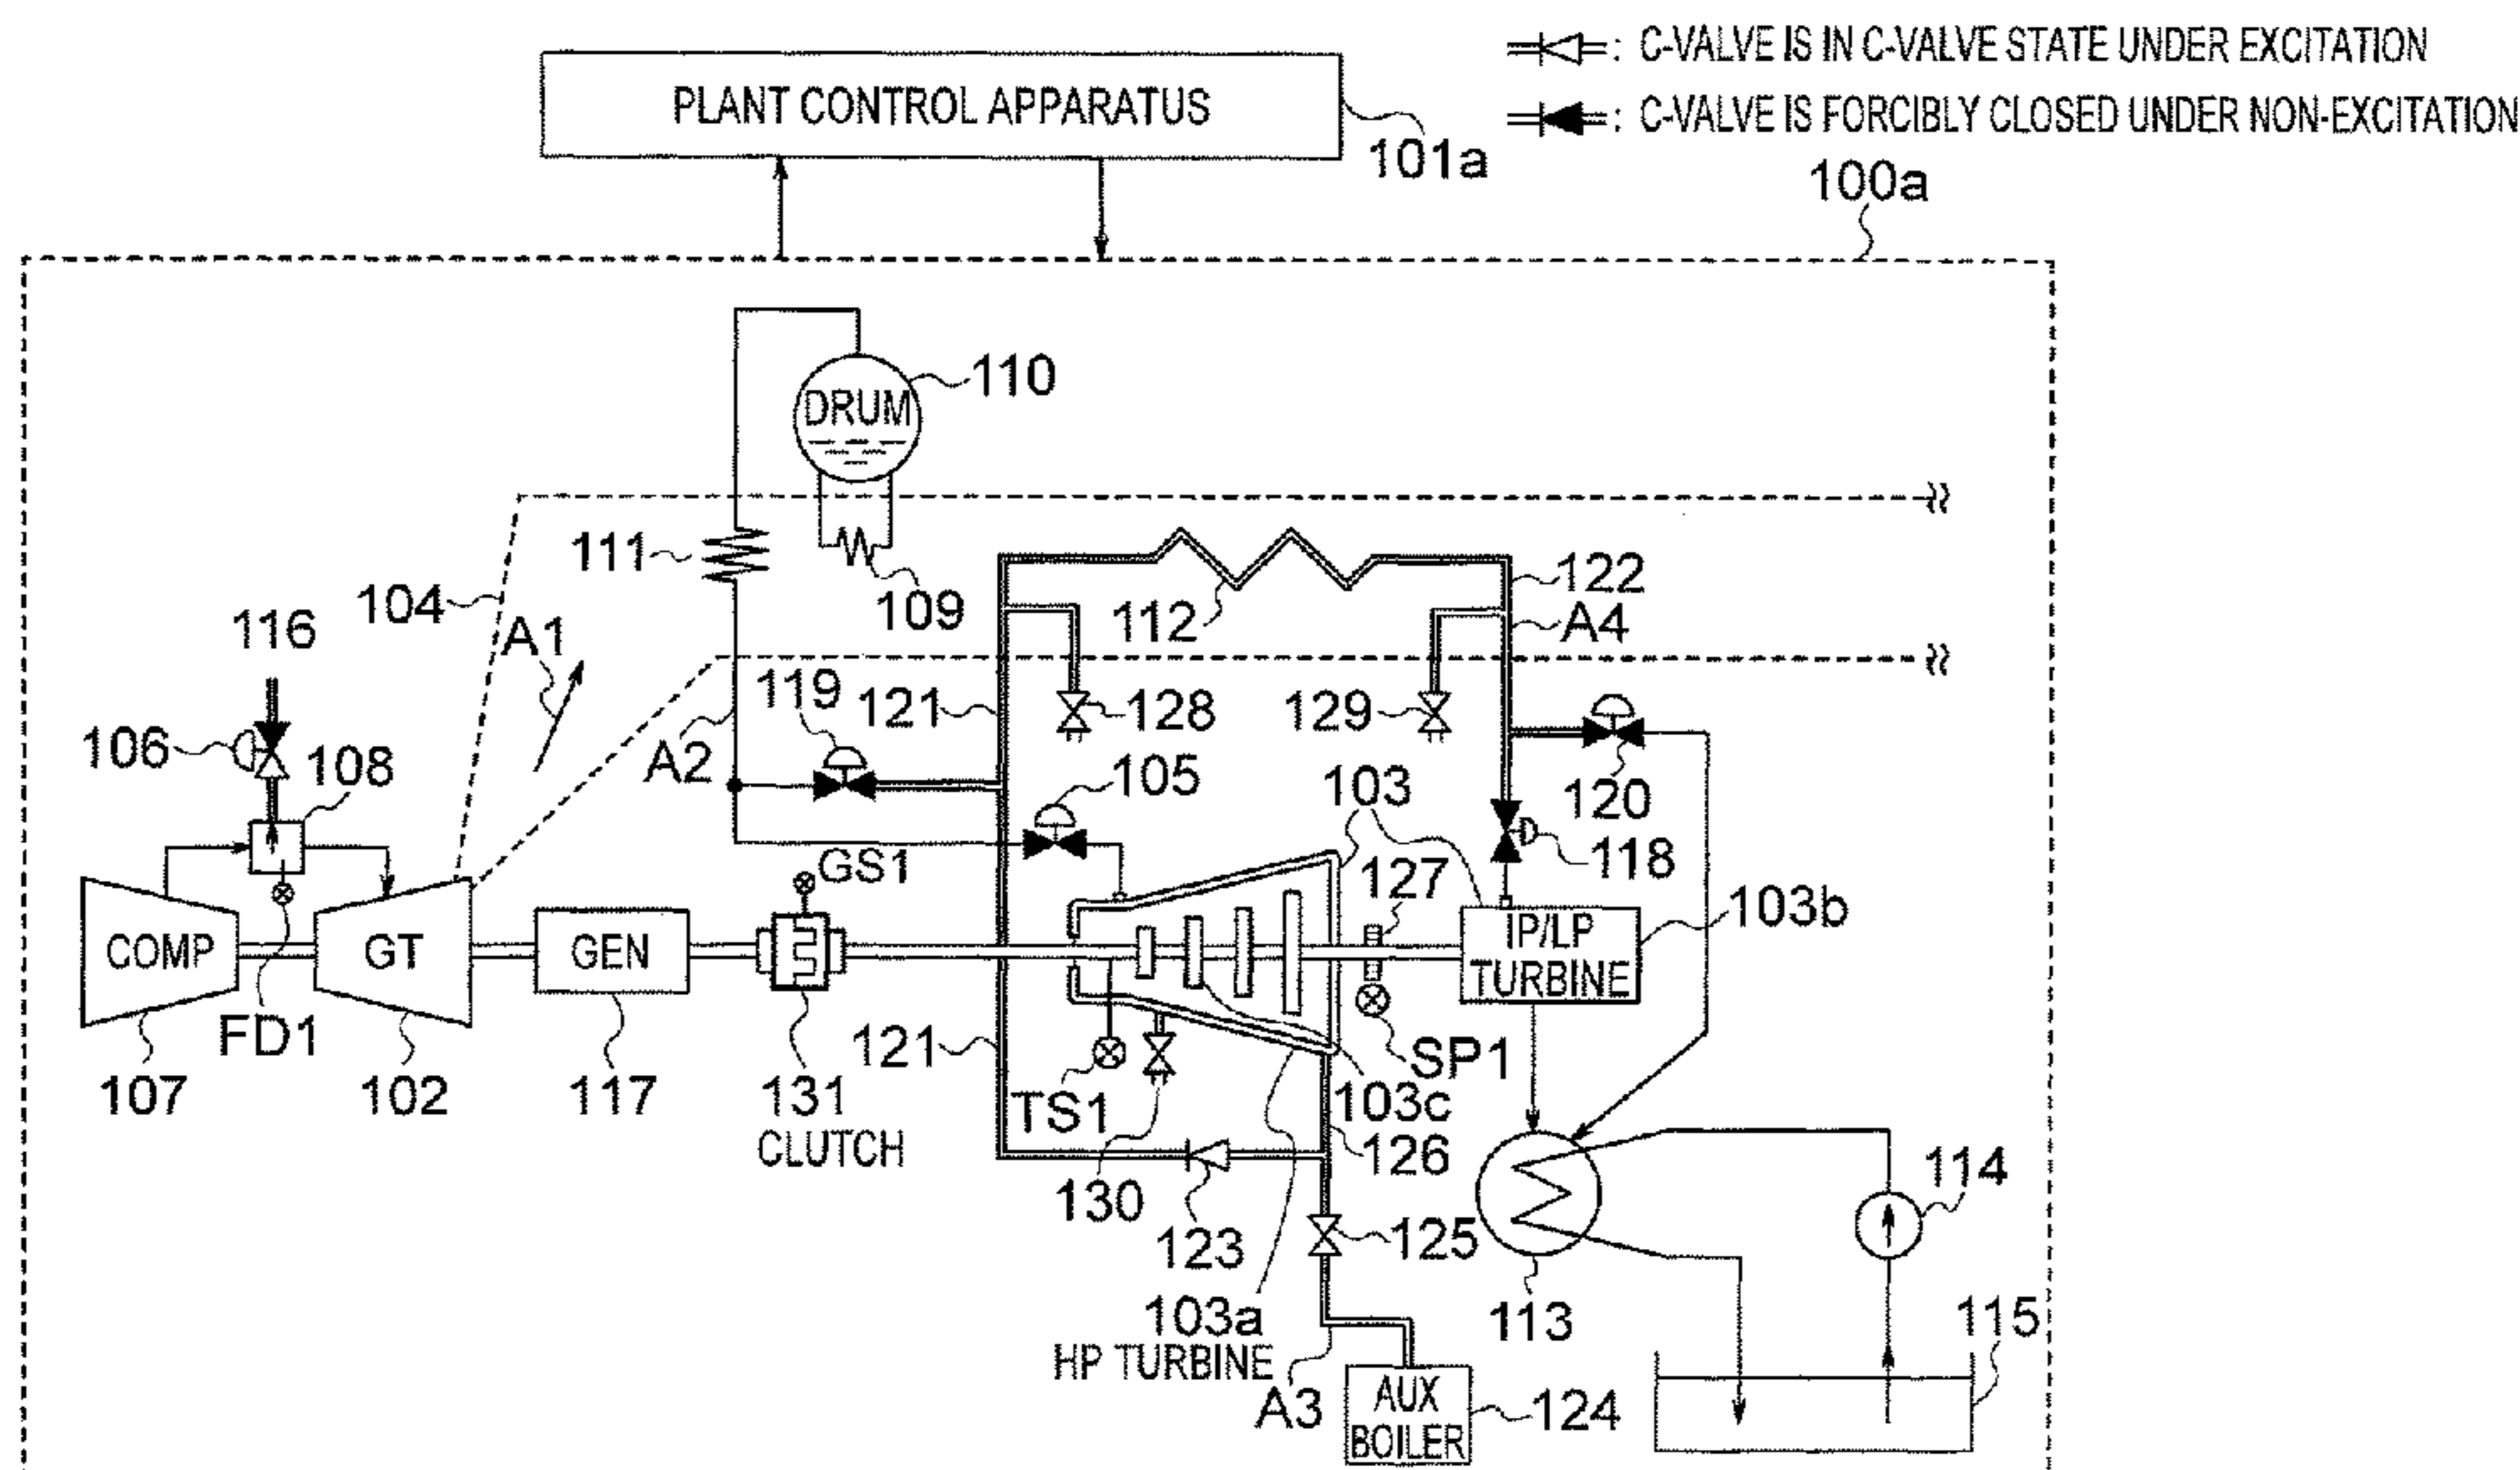 : C-VALVE IS IN C-VALVE STATE UNDER EXCITATION
: C-VALVE IS FORCIBLY CLOSED UNDER NON-EXCITATION
PLANT CONTROL APPARATUS
101a
100a
110
DRUM
111
109
104
A1
112
122
A4
116
119
121
128
129
106
108
A2
105
103
120
118
GS1
127
103b
COMP
GT
GEN
IP/LP
TURBINE
FD1
121
SP1
107
102
117
131
CLUTCH
TS1
103c
126
130
123
125
114
103a
HP TURBINE
113
115
A3
AUX
BOILER
124